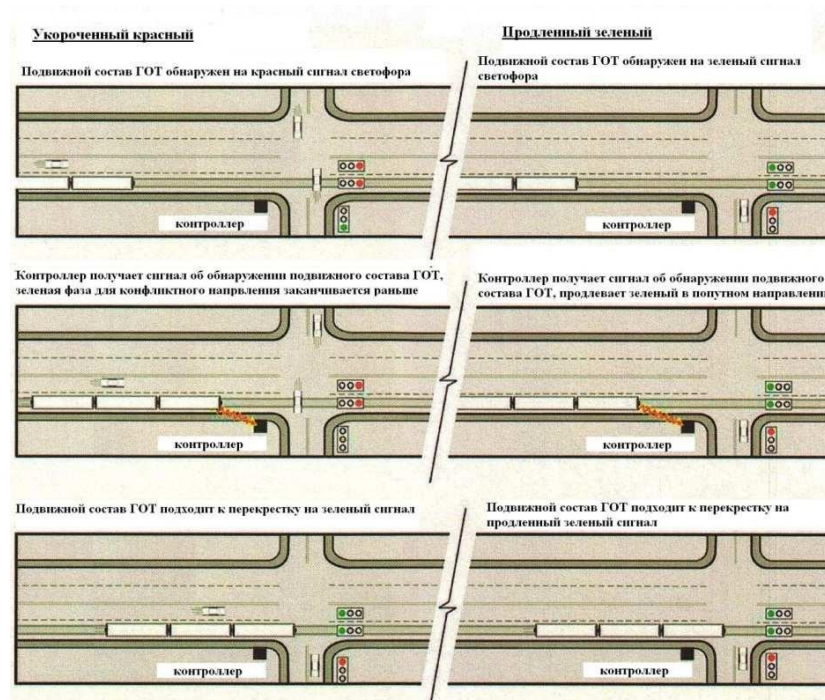 Укороченный красный
Продленный зеленый
Подвижной состав ГОТ обнаружен на красный сигнал светофора
Подвижной состав ГОТ обнаружен на зеленый сигнал
светофора
контроллер
контроллер
Контроллер получает сигнал об обнаружении подвижного состава ГОТ,
зеленая фаза для конфликтного напрвления заканчивается раньше
Контроллер получает сигнал об обнаружении подвижного
состава ГОТ, продлевает зеленый в попутном направлени
контроллер
контроллер
Подвижной состав ГОТ подходит к перекрестку на зеленый сигнал
Подвижной состав ГОТ подходит к перекрестку на
продленный зеленый сигнал
контроллер
контроллер